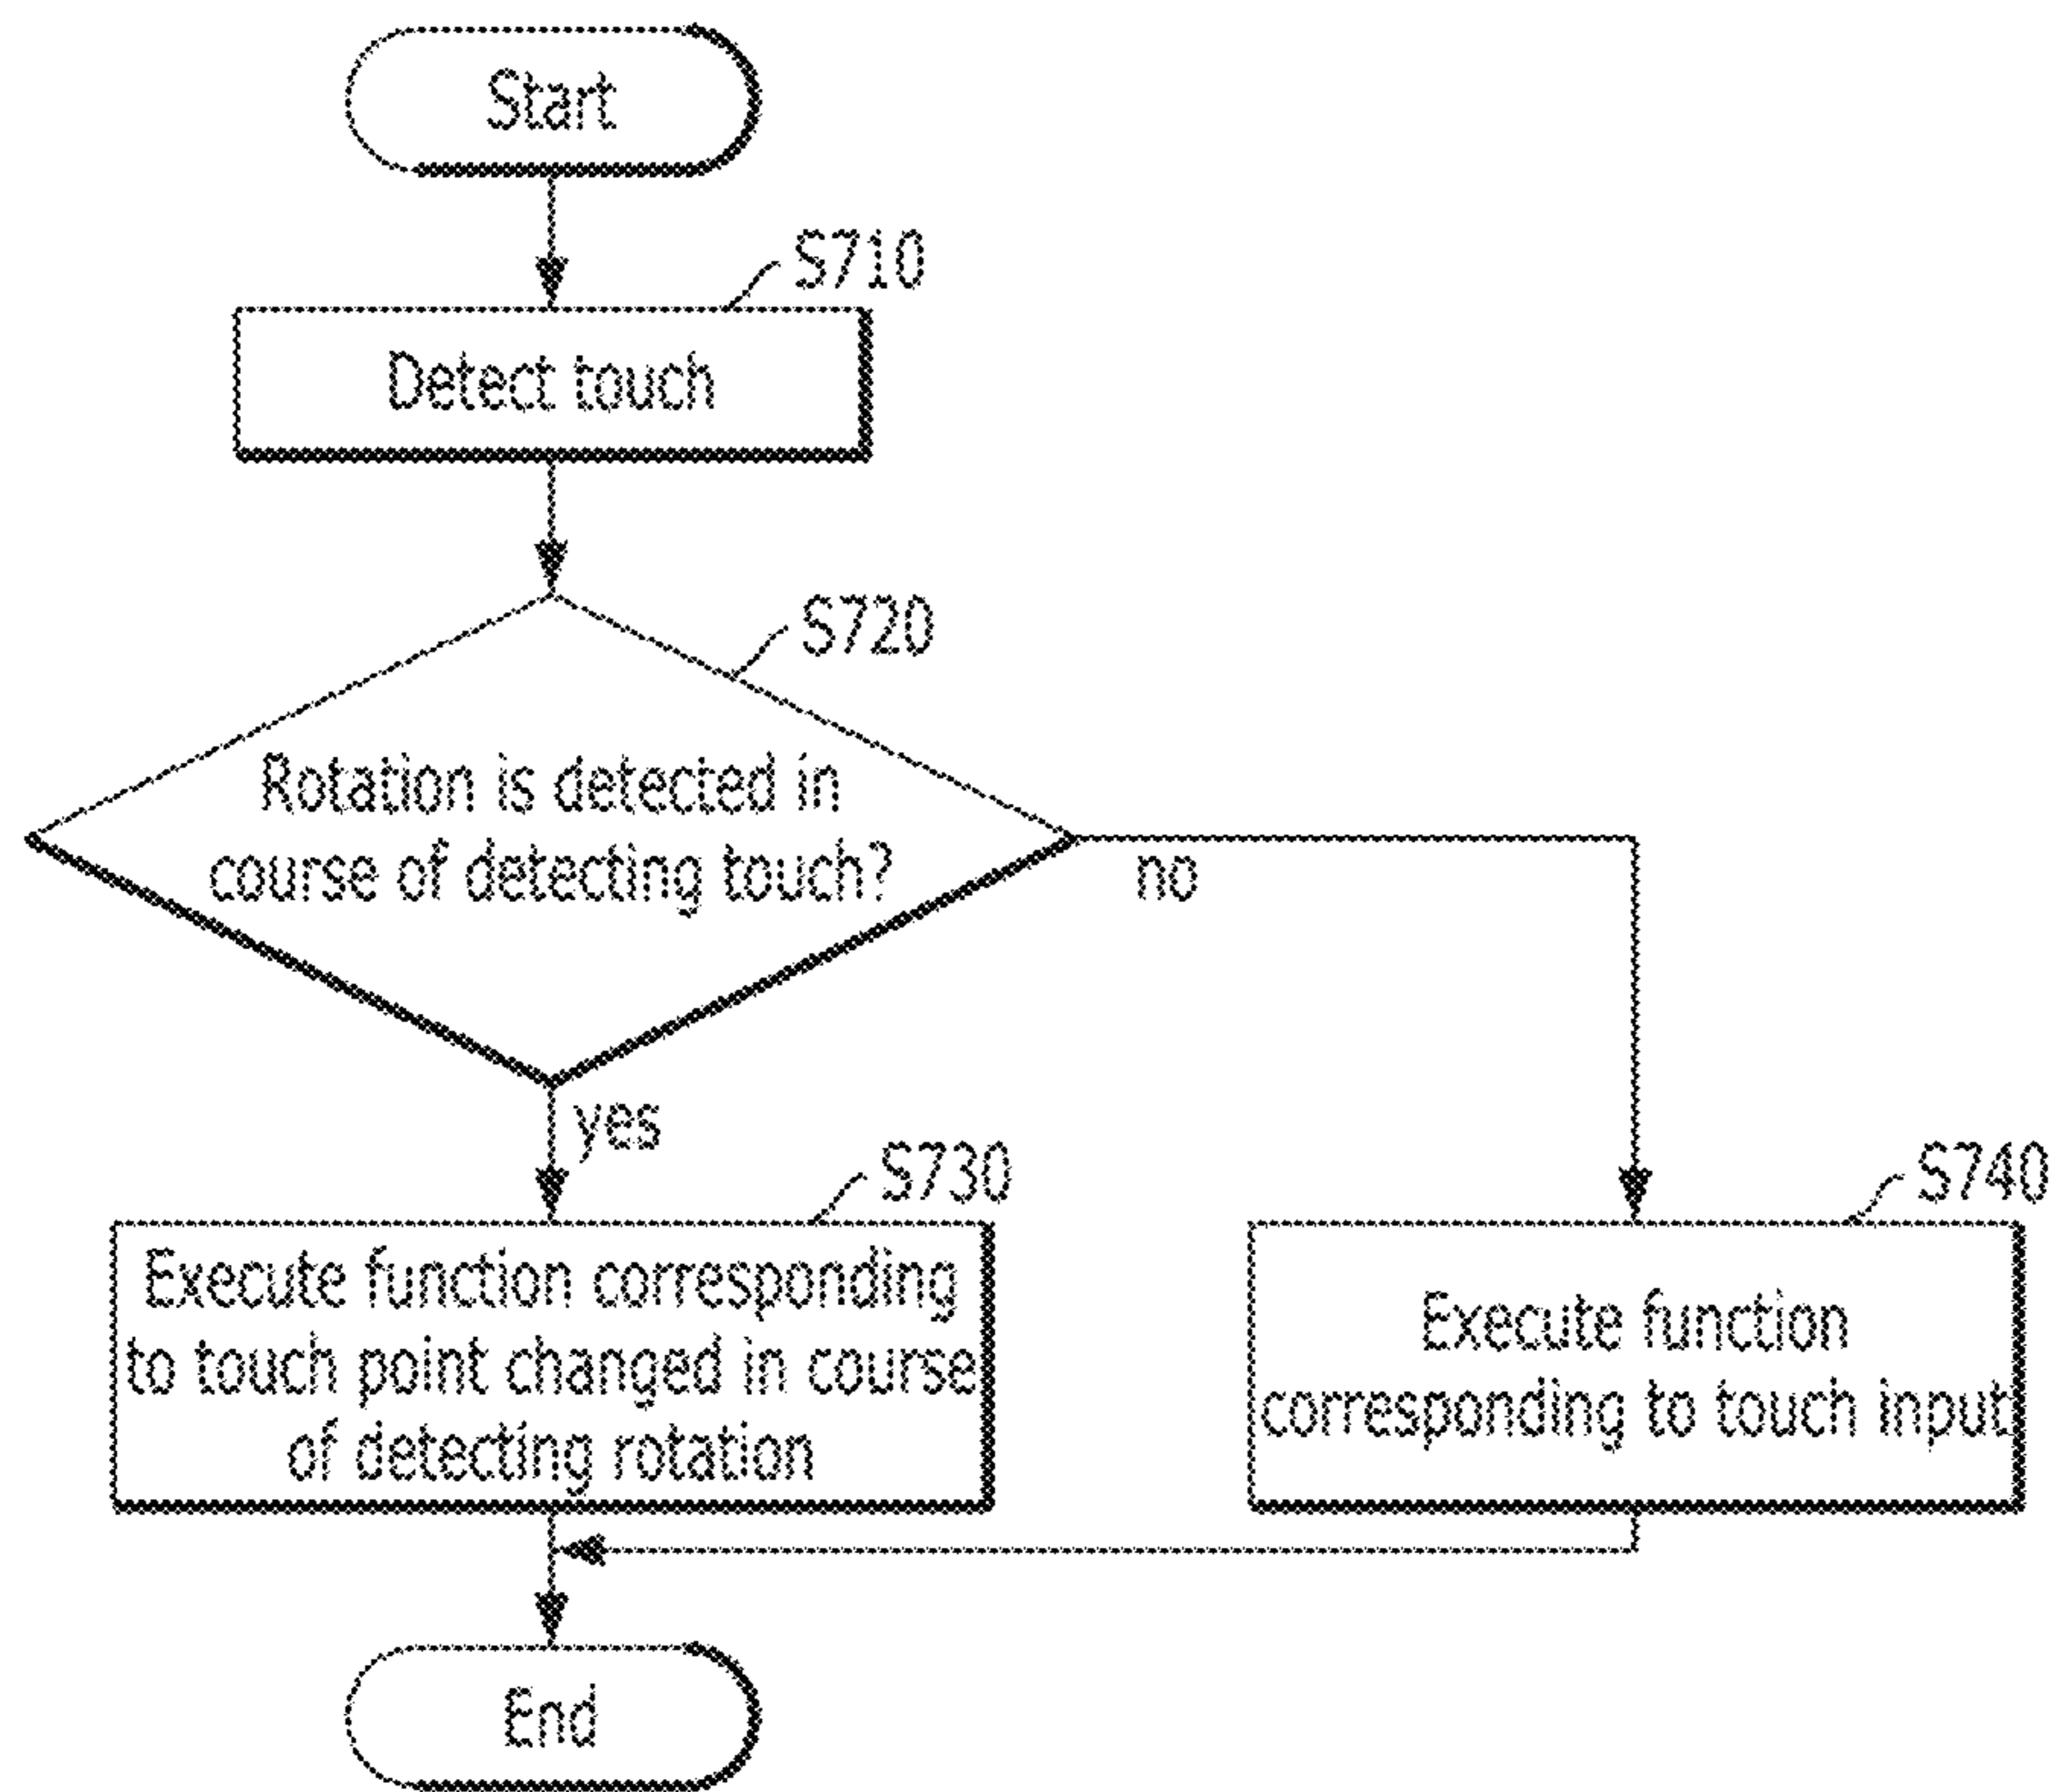 Start
S710
Detect touch
S720
Rotation is detected in
course of detecting touch?
no
yes
S730
Execute function corresponding
to touch point changed in course
of detecting rotation
S740
Execute function
corresponding to touch input
End